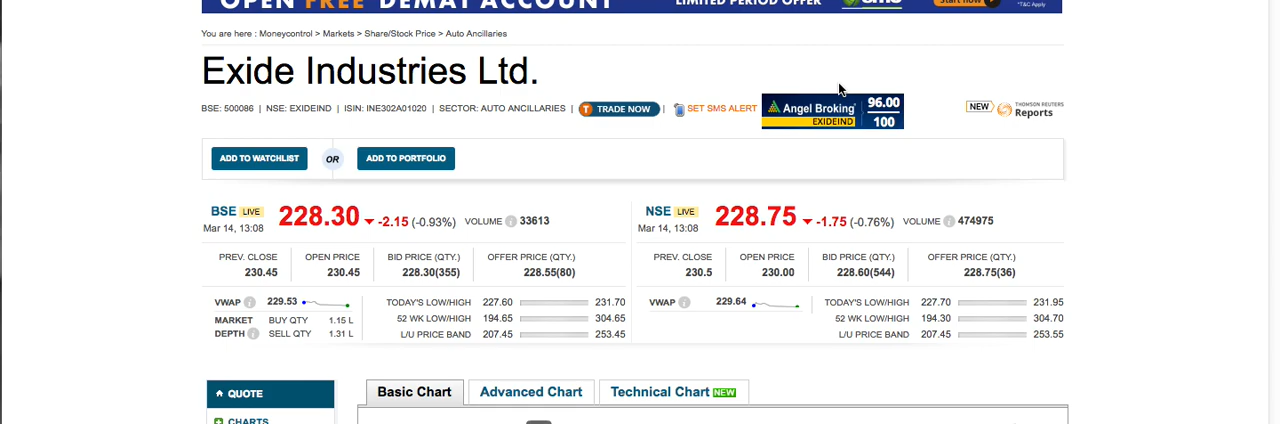 OPEN FREE DEMAT ACCOUNT LIMITED PERIOD OFFER Start now *T&C Apply
You are here : Moneycontrol > Markets > Share/Stock Price > Auto Ancillaries
Exide Industries Ltd.
BSE: 500086 | NSE: EXIDEIND | ISIN: INE302A01020 | SECTOR: AUTO ANCILLARIES | T TRADE NOW | SET SMS ALERT
Angel Broking 96.00
EXIDEIND 100
NEW THOMSON REUTERS
Reports
ADD TO WATCHLIST OR ADD TO PORTFOLIO
BSE LIVE 228.30 -2.15 (-0.93%) VOLUME 33613
Mar 14, 13:08
PREV. CLOSE OPEN PRICE BID PRICE (QTY.) OFFER PRICE (QTY.)
230.45 230.45 228.30(355) 228.55(80)
VWAP 229.53 TODAY'S LOW/HIGH 227.60 231.70
MARKET BUY QTY 1.15 L 52 WK LOW/HIGH 194.65 304.65
DEPTH SELL QTY 1.31 L L/U PRICE BAND 207.45 253.45
NSE LIVE 228.75 -1.75 (-0.76%) VOLUME 474975
Mar 14, 13:08
PREV. CLOSE OPEN PRICE BID PRICE (QTY.) OFFER PRICE (QTY.)
230.5 230.00 228.60(544) 228.75(36)
VWAP 229.64 TODAY'S LOW/HIGH 227.70 231.95
52 WK LOW/HIGH 194.30 304.70
L/U PRICE BAND 207.45 253.55
QUOTE
CHARTS
Basic Chart Advanced Chart Technical Chart NEW